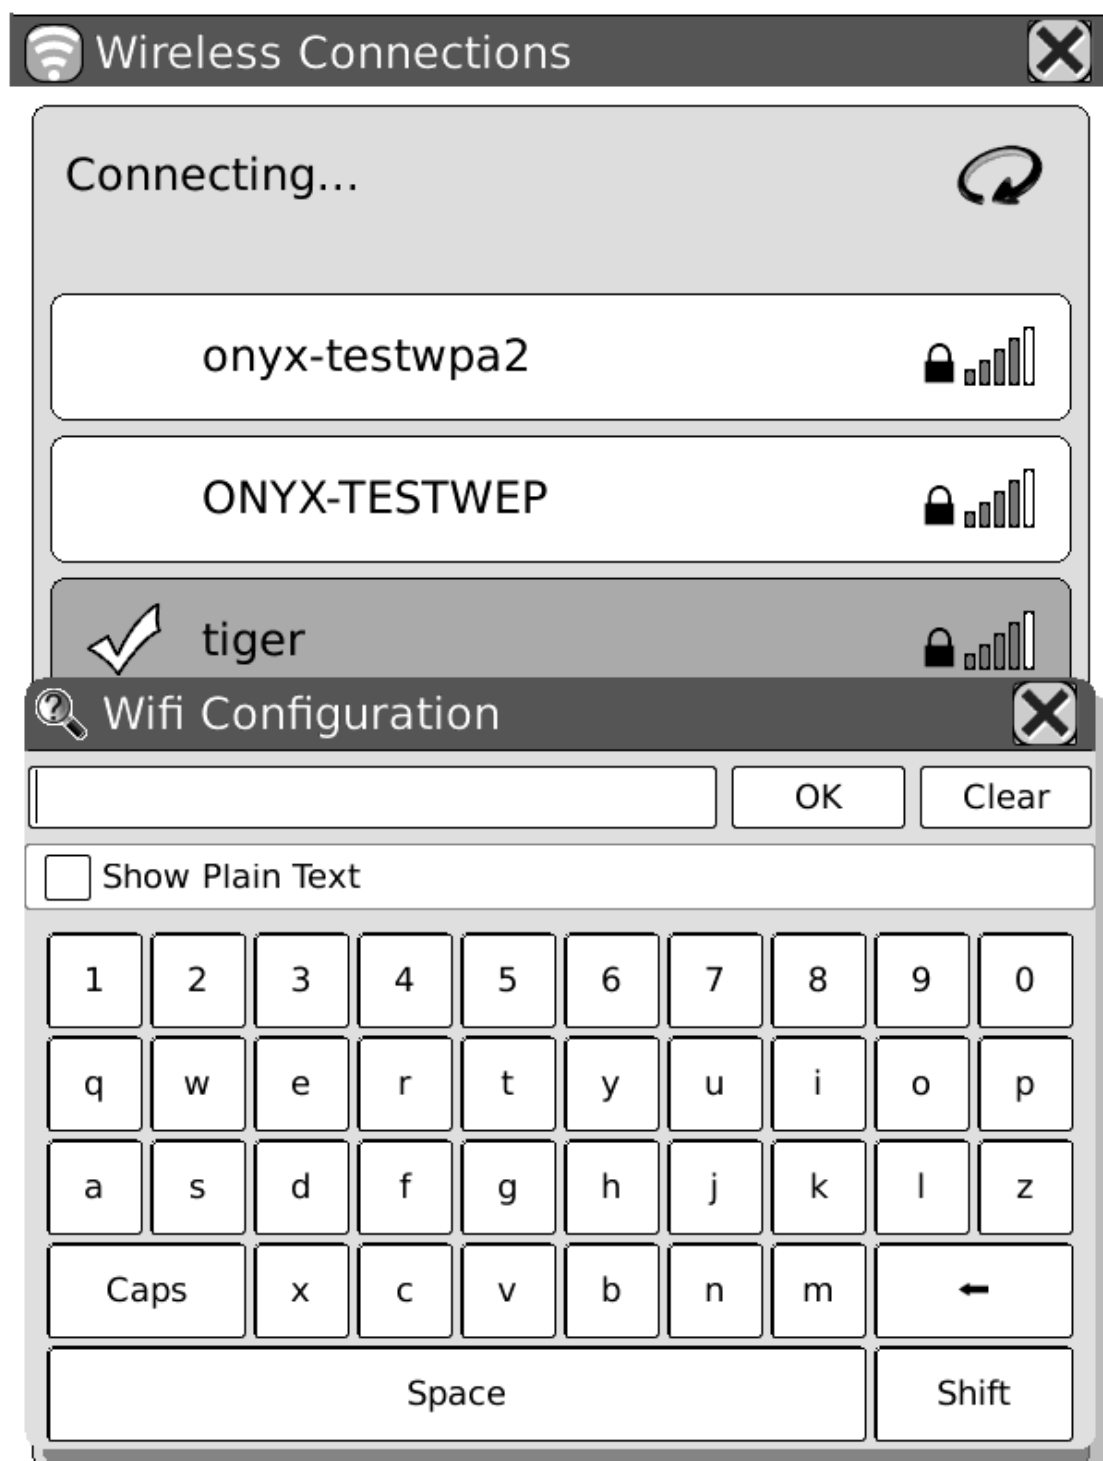 Wireless Connections
Connecting...
onyx-testwpa2
ONYX-TESTWEP
tiger
Wifi Configuration
OK Clear
Show Plain Text
1 2 3 4 5 6 7 8 9 0
q w e r t y u i o p
a s d f g h j k l z
Caps x c v b n m
Space Shift